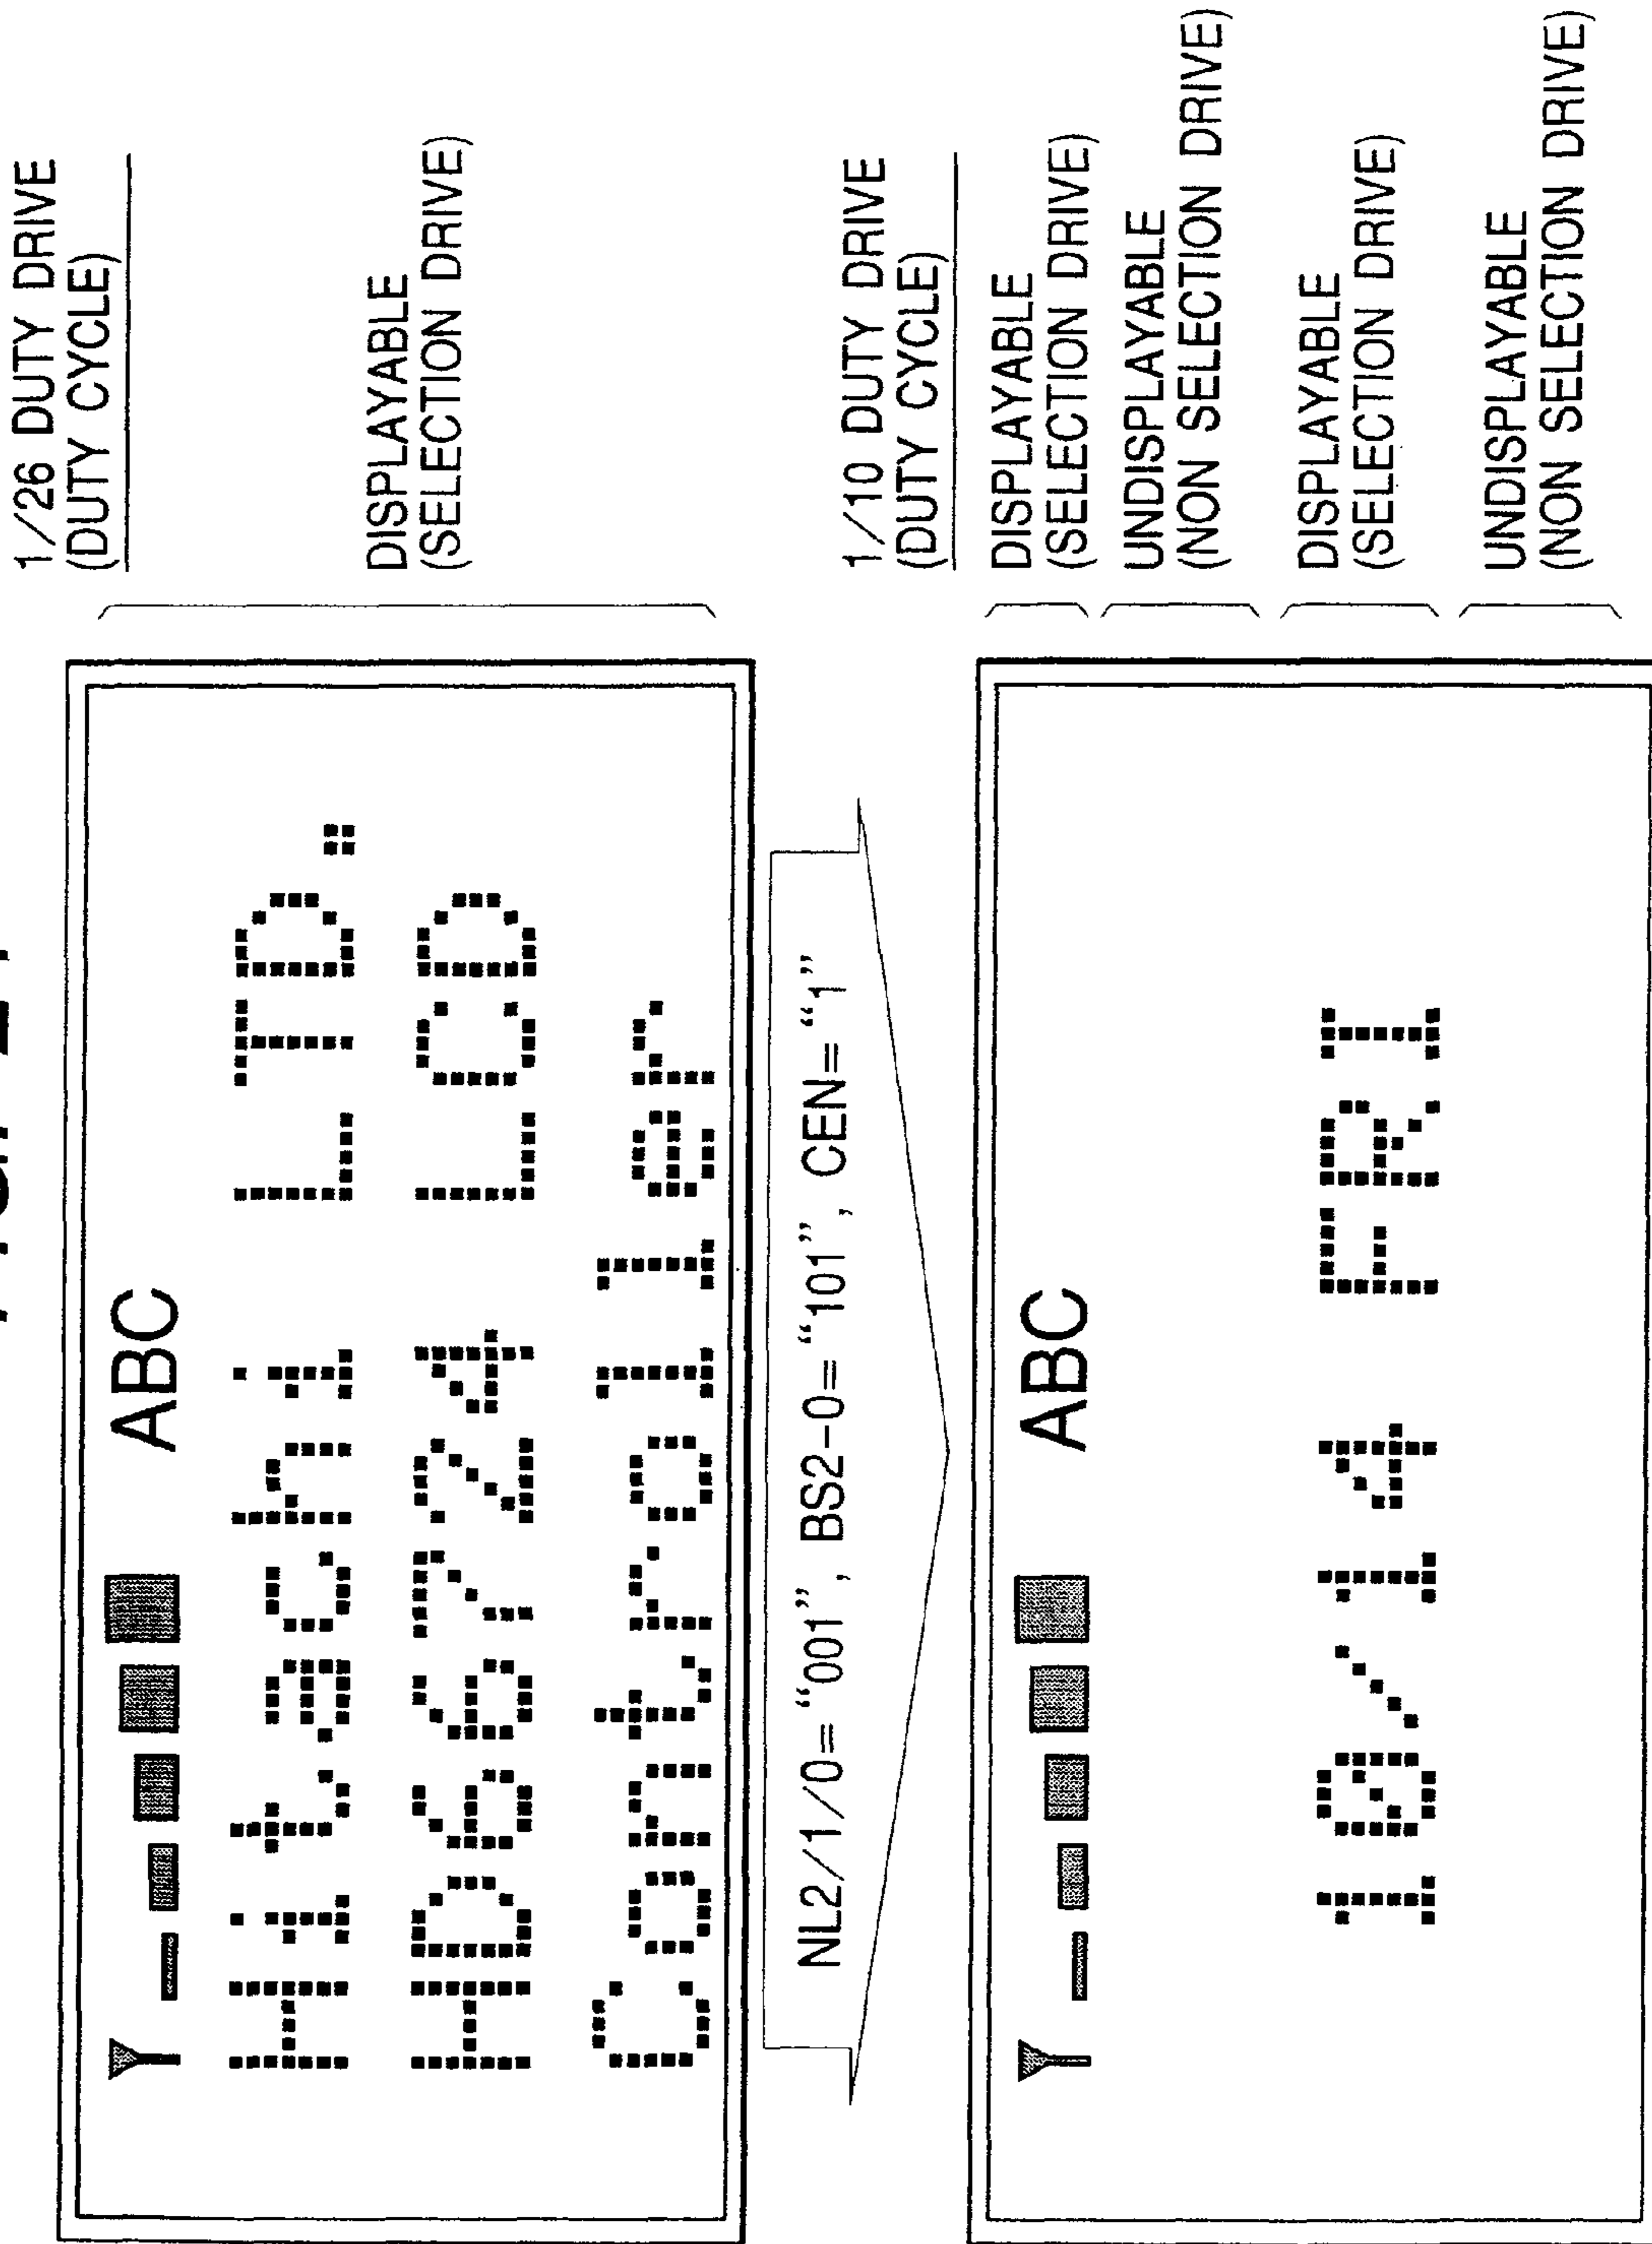 1/26 DUTY DRIVE
(DUTY CYCLE)
ABC
Hitachi LTD.
HD66724 LCD
Controller
DISPLAYABLE
(SELECTION DRIVE)
NL2/1/0= “001”, BS2-0= “101”, CEN= “1”
1/10 DUTY DRIVE
(DUTY CYCLE)
ABC
DISPLAYABLE
(SELECTION DRIVE)
UNDISPLAYABLE
(NON SELECTION DRIVE)
10/14 FRI
DISPLAYABLE
(SELECTION DRIVE)
UNDISPLAYABLE
(NON SELECTION DRIVE)